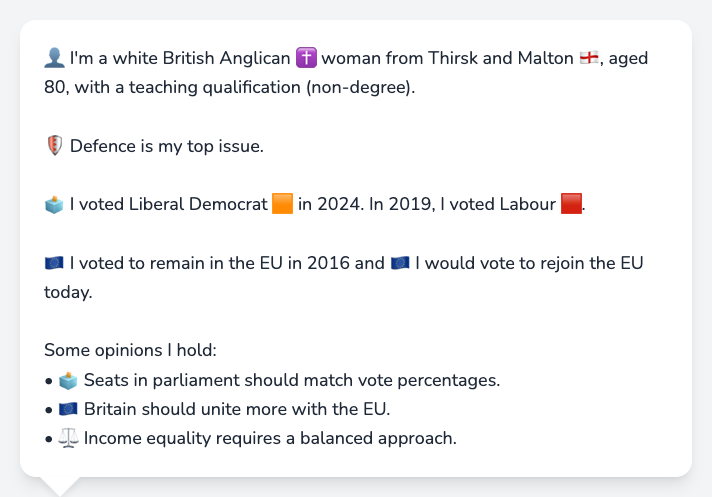 👤 I'm a white British Anglican ✝️ woman from Thirsk and Malton 🏴󠁧󠁢󠁥󠁮󠁧󠁿, aged
80, with a teaching qualification (non-degree).
🛡️ Defence is my top issue.
🗳️ I voted Liberal Democrat 🟧 in 2024. In 2019, I voted Labour 🟥.
🇪🇺 I voted to remain in the EU in 2016 and 🇪🇺 I would vote to rejoin the EU
today.
Some opinions I hold:
• 🗳️ Seats in parliament should match vote percentages.
• 🇪🇺 Britain should unite more with the EU.
• ⚖️ Income equality requires a balanced approach.